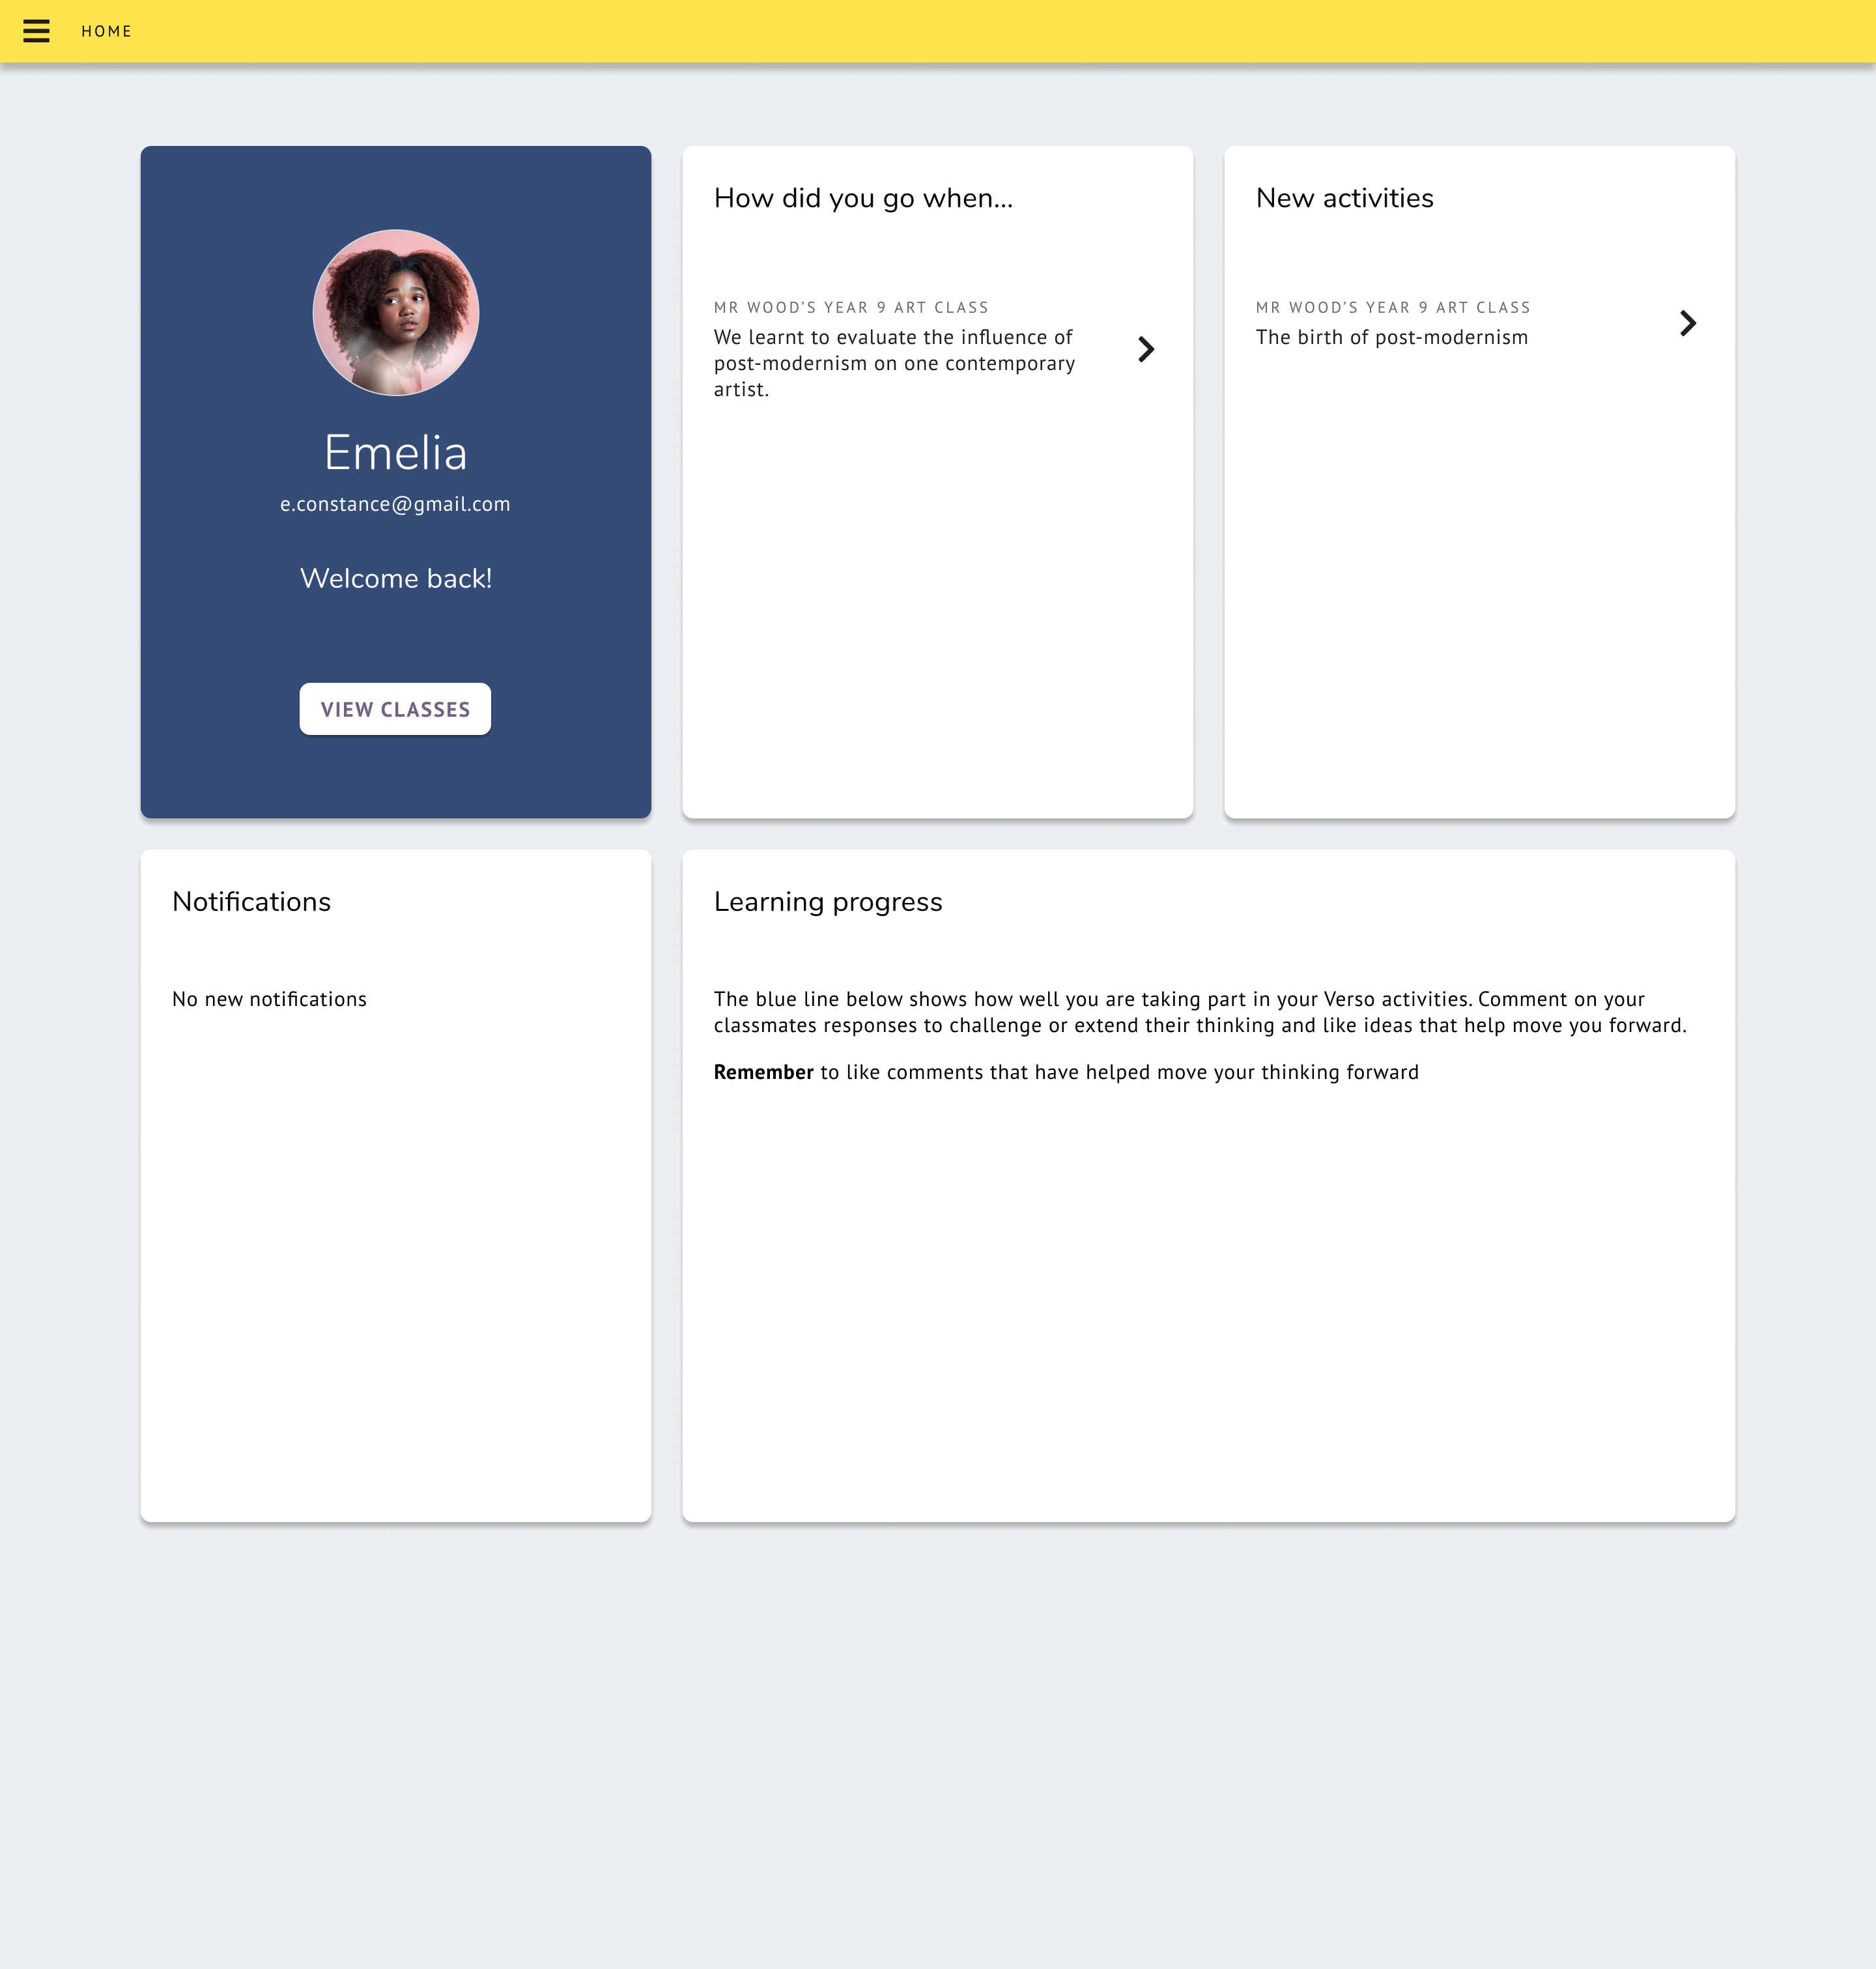 HOME
Emelia
e.constance@gmail.com
Welcome back!
VIEW CLASSES
How did you go when...
MR WOOD’S YEAR 9 ART CLASS
We learnt to evaluate the influence of
post-modernism on one contemporary
artist.
New activities
MR WOOD’S YEAR 9 ART CLASS
The birth of post-modernism
Notifications
No new notifications
Learning progress
The blue line below shows how well you are taking part in your Verso activities. Comment on your
classmates responses to challenge or extend their thinking and like ideas that help move you forward.
Remember to like comments that have helped move your thinking forward